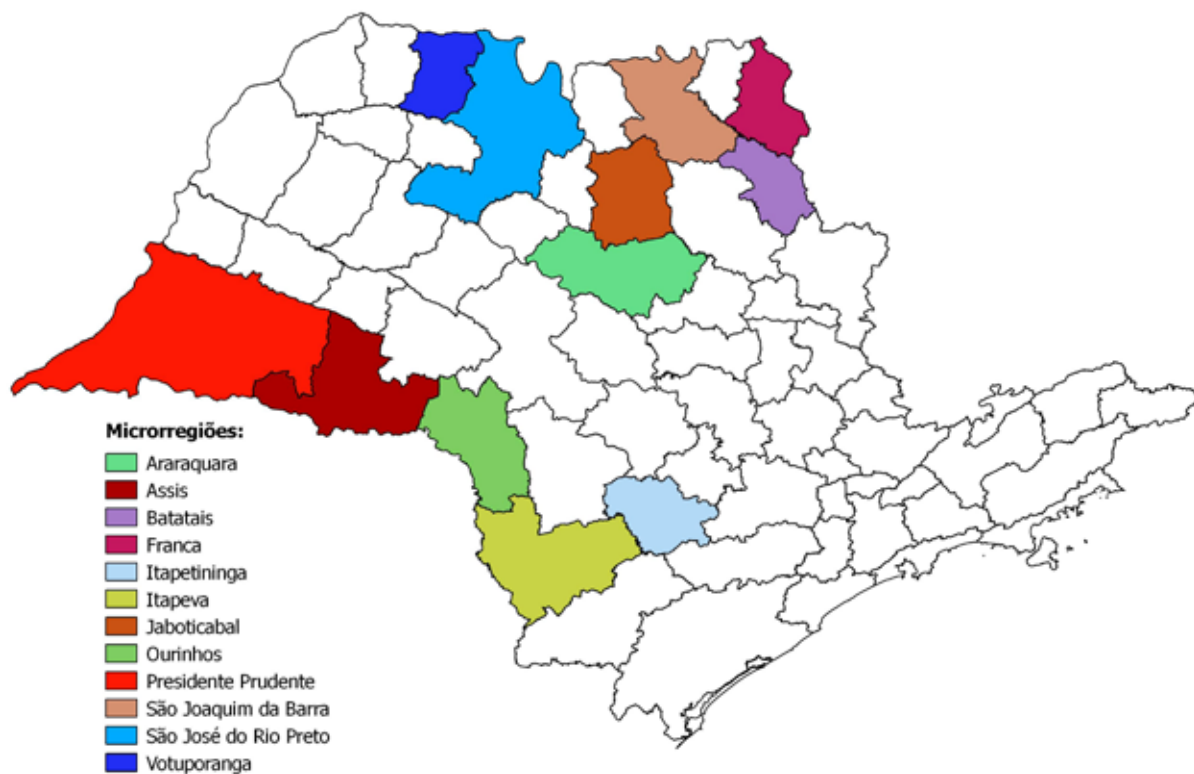 Microrregiões:
Araraquara
Assis
Batatais
Franca
Itapetininga
Itapeva
Jaboticabal
Ourinhos
Presidente Prudente
São Joaquim da Barra
São José do Rio Preto
Votuporanga